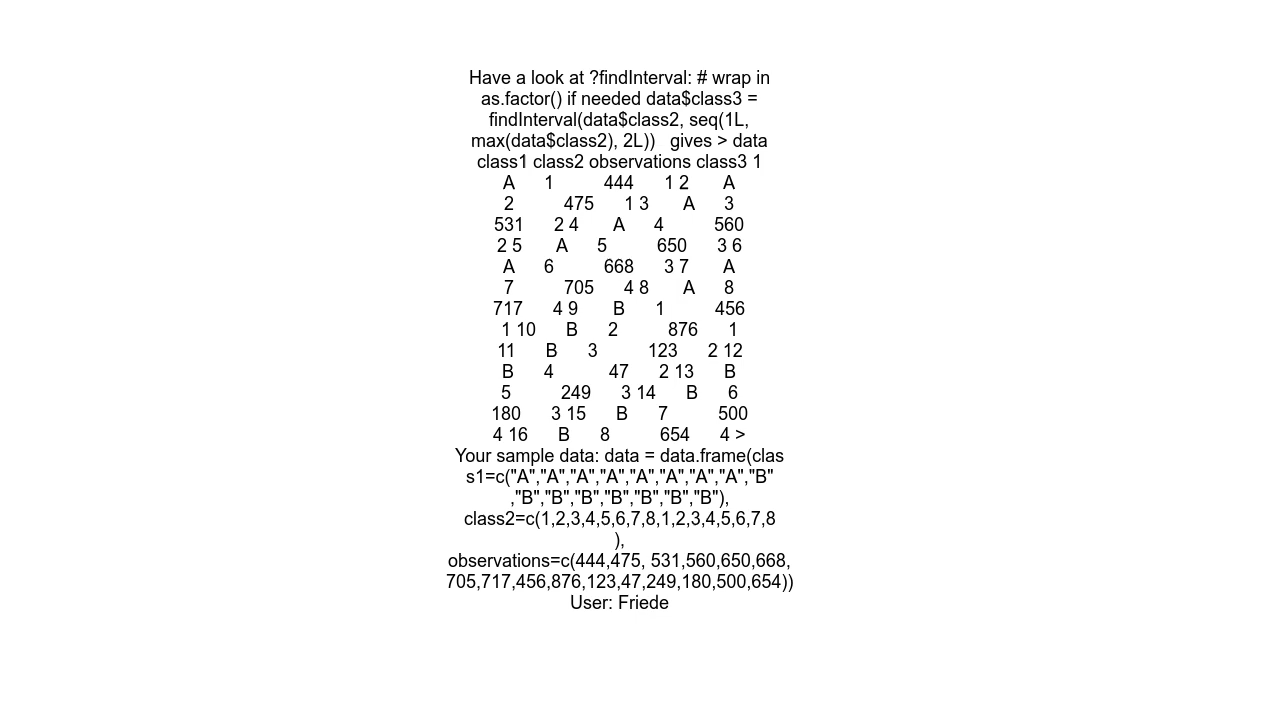 Have a look at ?findInterval: # wrap in
as.factor() if needed data$class3 =
findInterval(data$class2, seq(1L,
max(data$class2), 2L))   gives > data
class1 class2 observations class3 1
A      1          444      1 2      A
2          475      1 3      A      3
531      2 4      A      4          560
2 5      A      5          650      3 6
A      6          668      3 7      A
7          705      4 8      A      8
717      4 9      B      1          456
1 10      B      2          876      1
11      B      3          123      2 12
B      4          47      2 13      B
5          249      3 14      B      6
180      3 15      B      7          500
4 16      B      8          654      4 >
Your sample data: data = data.frame(clas
s1=c("A","A","A","A","A","A","A","A","B"
,"B","B","B","B","B","B","B"),
class2=c(1,2,3,4,5,6,7,8,1,2,3,4,5,6,7,8
),
observations=c(444,475, 531,560,650,668,
705,717,456,876,123,47,249,180,500,654))
User: Friede